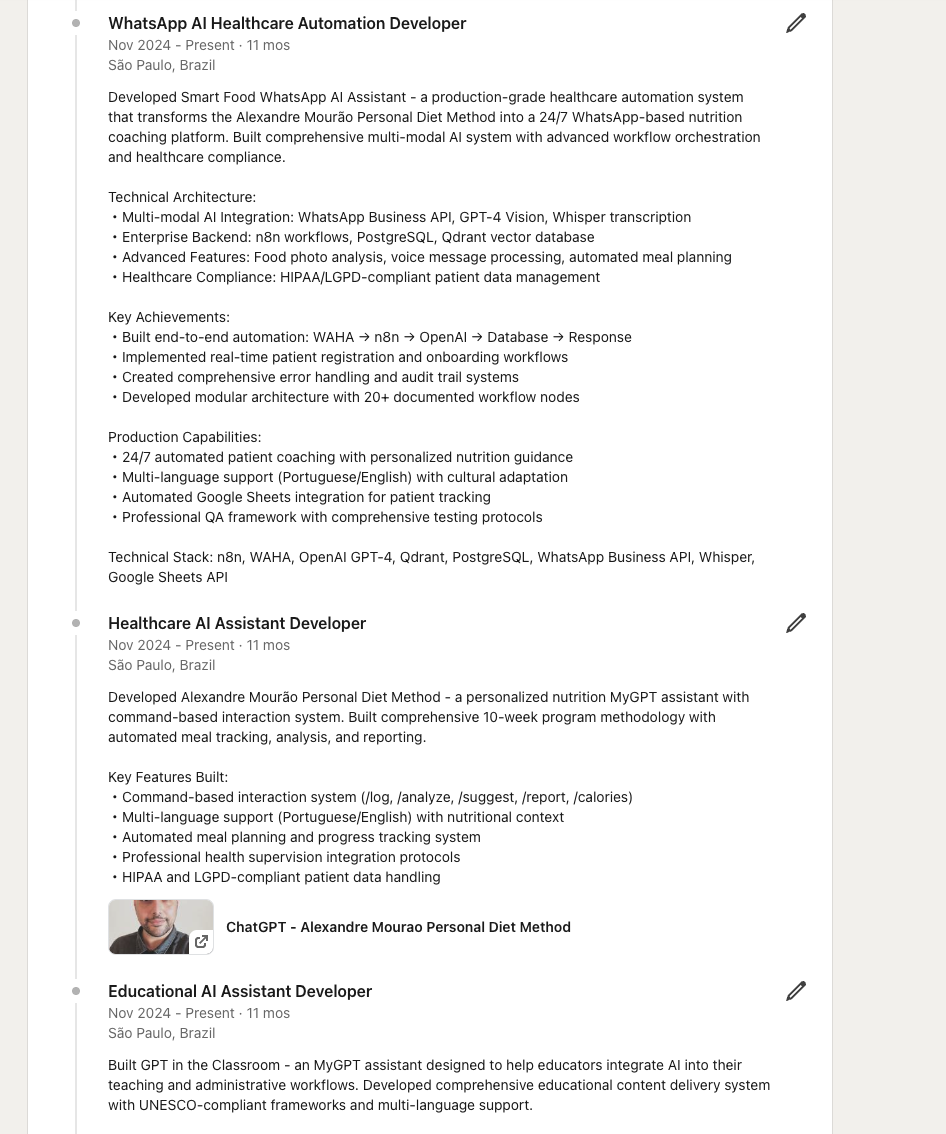 WhatsApp AI Healthcare Automation Developer
Nov 2024 - Present · 11 mos
São Paulo, Brazil
Developed Smart Food WhatsApp AI Assistant - a production-grade healthcare automation system
that transforms the Alexandre Mourão Personal Diet Method into a 24/7 WhatsApp-based nutrition
coaching platform. Built comprehensive multi-modal AI system with advanced workflow orchestration
and healthcare compliance.
Technical Architecture:
• Multi-modal AI Integration: WhatsApp Business API, GPT-4 Vision, Whisper transcription
• Enterprise Backend: n8n workflows, PostgreSQL, Qdrant vector database
• Advanced Features: Food photo analysis, voice message processing, automated meal planning
• Healthcare Compliance: HIPAA/LGPD-compliant patient data management
Key Achievements:
• Built end-to-end automation: WAHA → n8n → OpenAI → Database → Response
• Implemented real-time patient registration and onboarding workflows
• Created comprehensive error handling and audit trail systems
• Developed modular architecture with 20+ documented workflow nodes
Production Capabilities:
• 24/7 automated patient coaching with personalized nutrition guidance
• Multi-language support (Portuguese/English) with cultural adaptation
• Automated Google Sheets integration for patient tracking
• Professional QA framework with comprehensive testing protocols
Technical Stack: n8n, WAHA, OpenAI GPT-4, Qdrant, PostgreSQL, WhatsApp Business API, Whisper,
Google Sheets API
Healthcare AI Assistant Developer
Nov 2024 - Present · 11 mos
São Paulo, Brazil
Developed Alexandre Mourão Personal Diet Method - a personalized nutrition MyGPT assistant with
command-based interaction system. Built comprehensive 10-week program methodology with
automated meal tracking, analysis, and reporting.
Key Features Built:
• Command-based interaction system (/log, /analyze, /suggest, /report, /calories)
• Multi-language support (Portuguese/English) with nutritional context
• Automated meal planning and progress tracking system
• Professional health supervision integration protocols
• HIPAA and LGPD-compliant patient data handling
ChatGPT - Alexandre Mourao Personal Diet Method
Educational AI Assistant Developer
Nov 2024 - Present · 11 mos
São Paulo, Brazil
Built GPT in the Classroom - an MyGPT assistant designed to help educators integrate AI into their
teaching and administrative workflows. Developed comprehensive educational content delivery system
with UNESCO-compliant frameworks and multi-language support.